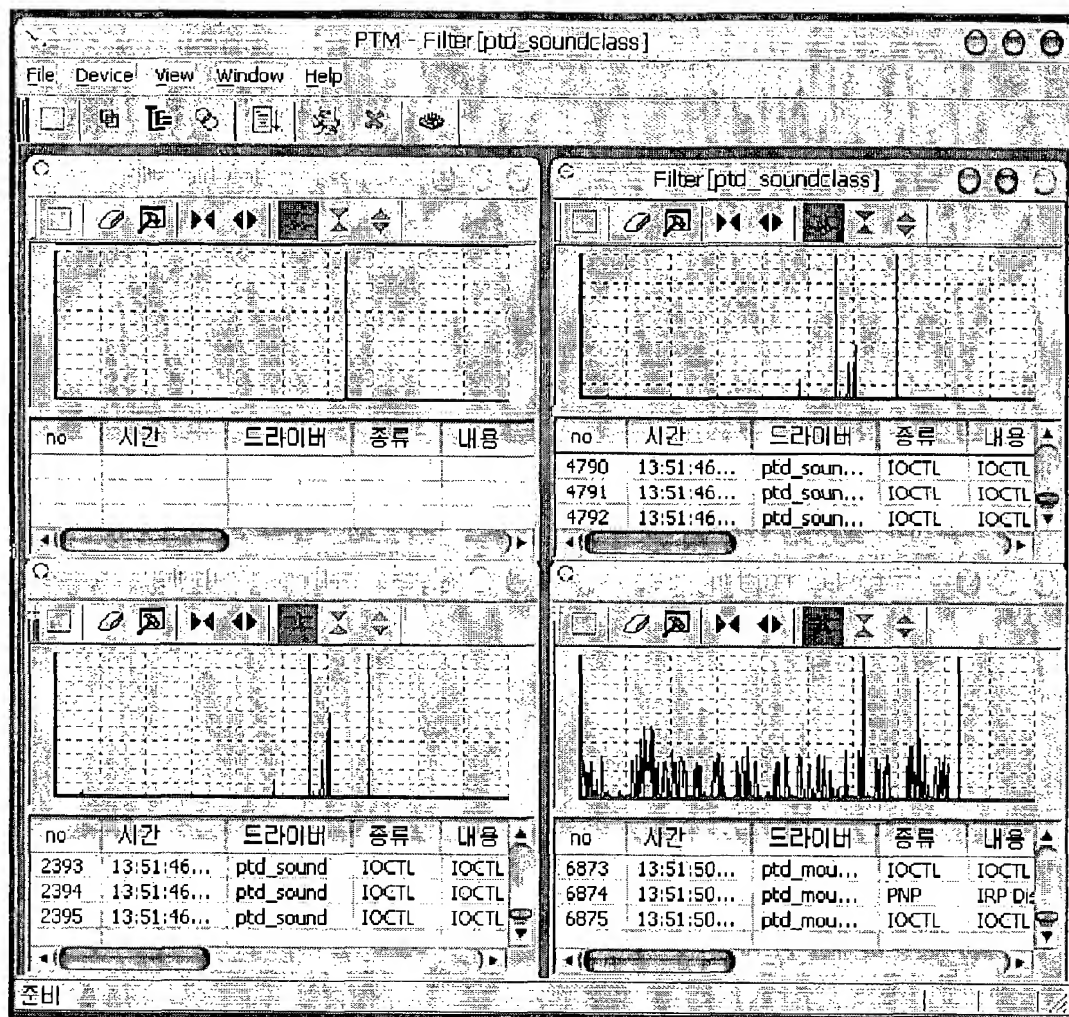 PTM - Filter[ptd_soundclass]
File Device View Window Help
Filter[ptd_soundclass]
no 시간 드라이버 종류 내용
no 시간 드라이버 종류 내용
4790 13:51:46... ptd_soun... IOCTL IOCTL
4791 13:51:46... ptd_soun... IOCTL IOCTL
4792 13:51:46... ptd_soun... IOCTL IOCTL
no 시간 드라이버 종류 내용
2393 13:51:46... ptd_sound IOCTL IOCTL
2394 13:51:46... ptd_sound IOCTL IOCTL
2395 13:51:46... ptd_sound IOCTL IOCTL
no 시간 드라이버 종류 내용
6873 13:51:50... ptd_mou... IOCTL IOCTL
6874 13:51:50... ptd_mou... PNP IRP Dis
6875 13:51:50... ptd_mou... IOCTL IOCTL
준비